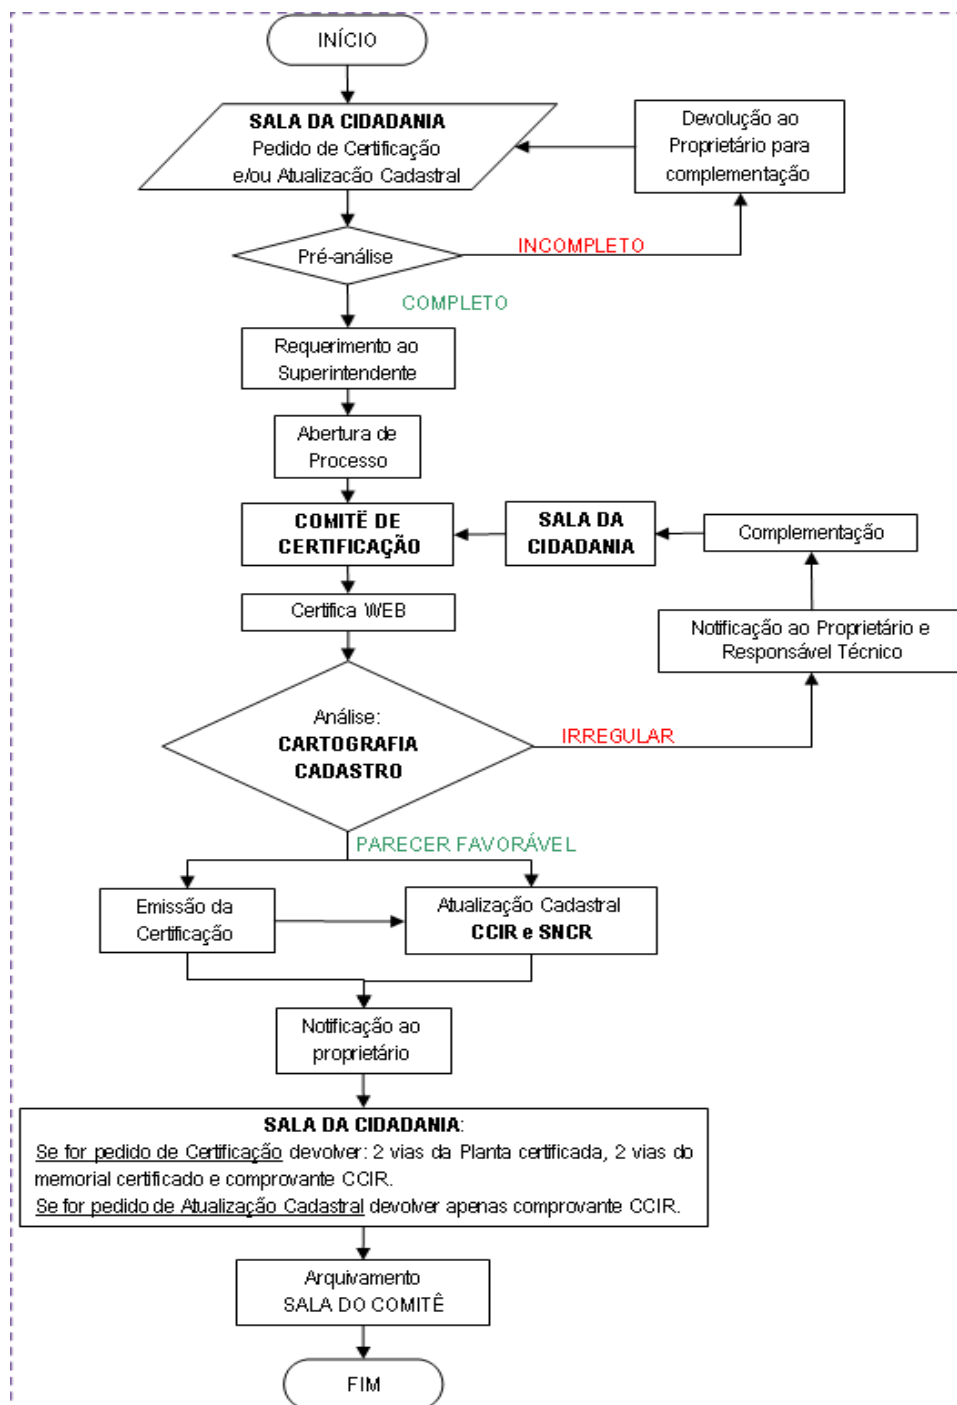 INÍCIO
SALA DA CIDADANIA
Pedido de Certificação
e/ou Atualização Cadastral
Devolução ao
Proprietário para
complementação
Pré-análise
INCOMPLETO
COMPLETO
Requerimento ao
Superintendente
Abertura de
Processo
COMITÊ DE
CERTIFICAÇÃO
SALA DA
CIDADANIA
Complementação
Certifica WEB
Notificação ao Proprietário e
Responsável Técnico
Análise:
CARTOGRAFIA
CADASTRO
IRREGULAR
PARECER FAVORÁVEL
Emissão da
Certificação
Atualização Cadastral
CCIR e SNCR
Notificação ao
proprietário
SALA DA CIDADANIA:
Se for pedido de Certificação devolver: 2 vias da Planta certificada, 2 vias do
memorial certificado e comprovante CCIR.
Se for pedido de Atualização Cadastral devolver apenas comprovante CCIR.
Arquivamento
SALA DO COMITÊ
FIM